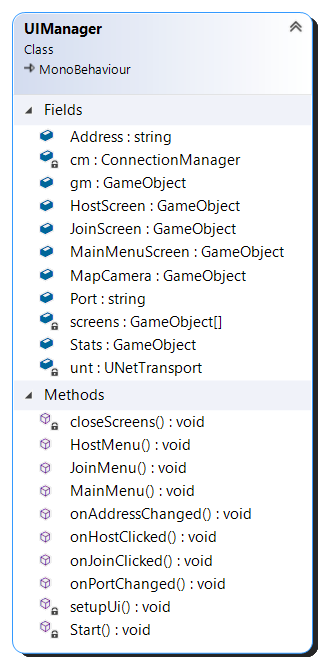 UIManager
Class
MonoBehaviour
Fields
Address : string
cm : ConnectionManager
gm : GameObject
HostScreen : GameObject
JoinScreen : GameObject
MainMenuScreen : GameObject
MapCamera : GameObject
Port : string
screens : GameObject[]
Stats : GameObject
unt : UNetTransport
Methods
closeScreens() : void
HostMenu() : void
JoinMenu() : void
MainMenu() : void
onAddressChanged() : void
onHostClicked() : void
onJoinClicked() : void
onPortChanged() : void
setupUi() : void
Start() : void